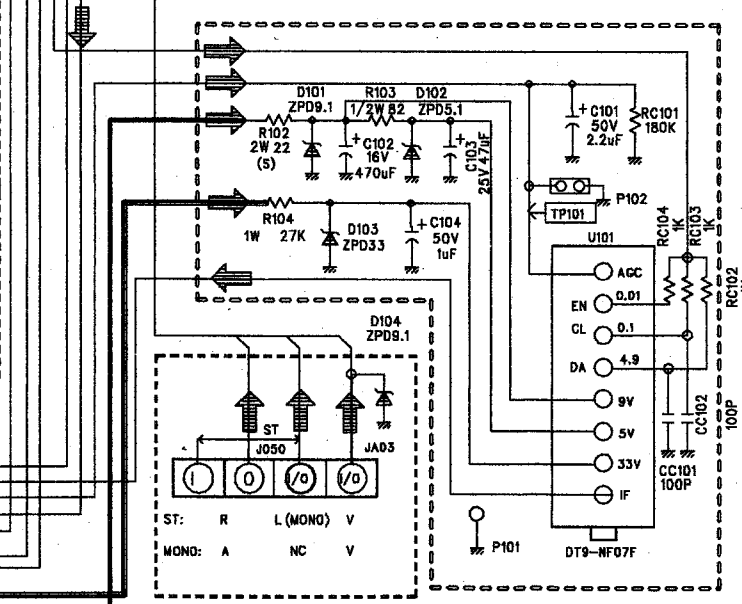 D101
ZPD9.1
R103
1/2W 82
D102
ZPD5.1
R102
2W 22
(5)
+
C102
16V
470uF
+
C103
25V 47uF
+
C101
50V
2.2uF
RC101
180K
P102
TP101
R104
1W 27K
D103
ZPD33
+
C104
50V
1uF
U101
RC104
1K
RC103
1K
RC102
AGC
EN
0.01
CL
0.1
DA
4.9
9V
5V
33V
IF
CC102
100P
CC101
100P
DT9-NF07F
P101
D104
ZPD9.1
ST
J050
JA03
I
O
I/O
I/O
ST: R L(MONO) V
MONO: A NC V